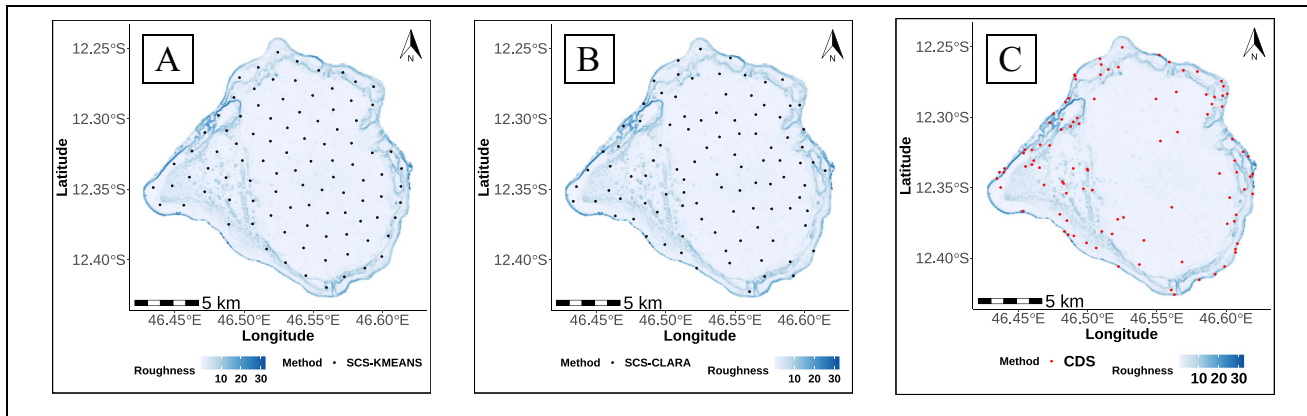 A
N
12.25°S
12.30°S
12.35°S
12.40°S
Latitude
5 km
46.45°E 46.50°E 46.55°E 46.60°E
Longitude
Roughness 10 20 30 Method SCS-KMEANS
B
N
12.25°S
12.30°S
12.35°S
12.40°S
Latitude
5 km
46.45°E 46.50°E 46.55°E 46.60°E
Longitude
Method SCS-CLARA Roughness 10 20 30
C
N
12.25°S
12.30°S
12.35°S
12.40°S
Latitude
5 km
46.45°E 46.50°E 46.55°E 46.60°E
Longitude
Method CDS Roughness 10 20 30